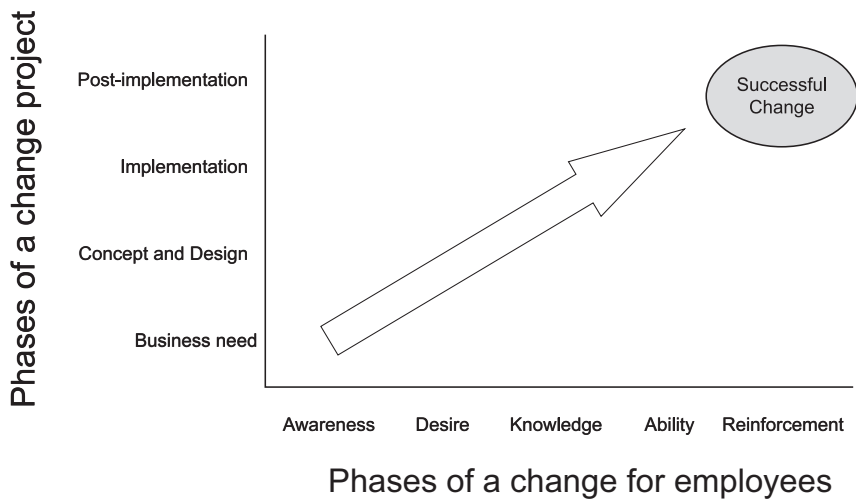 Phases of a change project
Post-implementation
Implementation
Concept and Design
Business need
Successful
Change
Awareness Desire Knowledge Ability Reinforcement
Phases of a change for employees